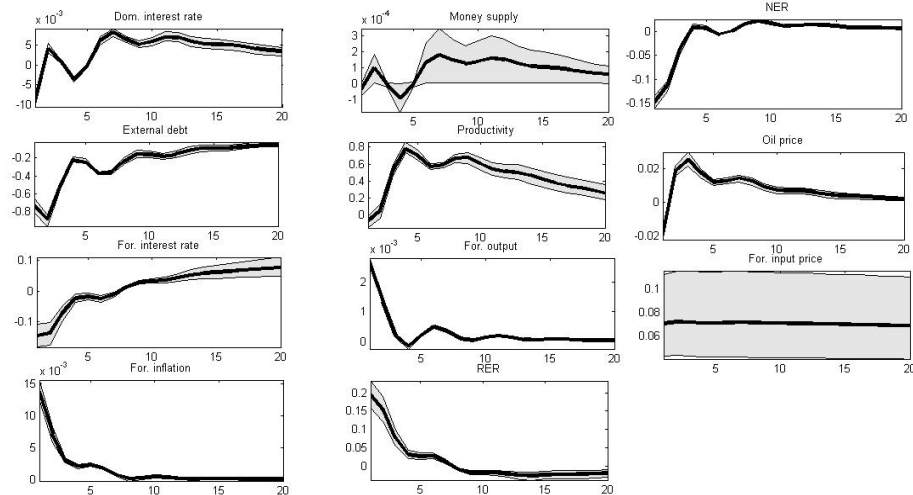 Dom. interest rate
x 10^-3
5
0
-5
-10
5 10 15 20
Money supply
x 10^-4
3
2
1
0
-1
5 10 15 20
NER
0
-0.05
-0.1
-0.15
5 10 15 20
External debt
-0.2
-0.4
-0.6
-0.8
5 10 15 20
Productivity
0.8
0.6
0.4
0.2
0
5 10 15 20
Oil price
0.02
0
-0.02
5 10 15 20
For. interest rate
0.1
0
-0.1
5 10 15 20
For. output
x 10^-3
2
1
0
5 10 15 20
For. input price
0.1
0.08
0.06
5 10 15 20
For. inflation
x 10^-3
15
10
5
0
5 10 15 20
RER
0.2
0.15
0.1
0.05
0
5 10 15 20